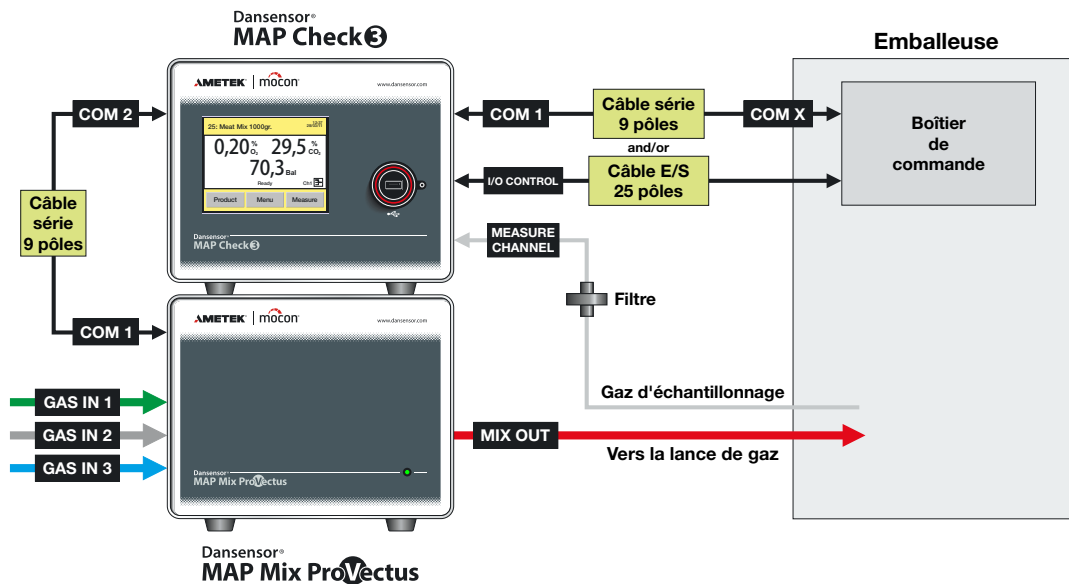 Dansensor®
MAP Check3
Emballeuse
AMETEK® mocon®
www.dansensor.com
COM 2
25: Meat Mix 1000gr.
0,20 % O₂ 29,5 % CO₂
70,3 Bal
Ready
Product Menu Measure
Dansensor®
MAP Check3
COM 1
Câble série
9 pôles
COM X
and/or
I/O CONTROL
Câble E/S
25 pôles
Boîtier
de
commande
MEASURE
CHANNEL
Filtre
Câble
série
9 pôles
COM 1
AMETEK® mocon®
www.dansensor.com
GAS IN 1
GAS IN 2
GAS IN 3
Gaz d'échantillonnage
MIX OUT
Vers la lance de gaz
Dansensor®
MAP Mix ProVectus
Dansensor®
MAP Mix ProVectus